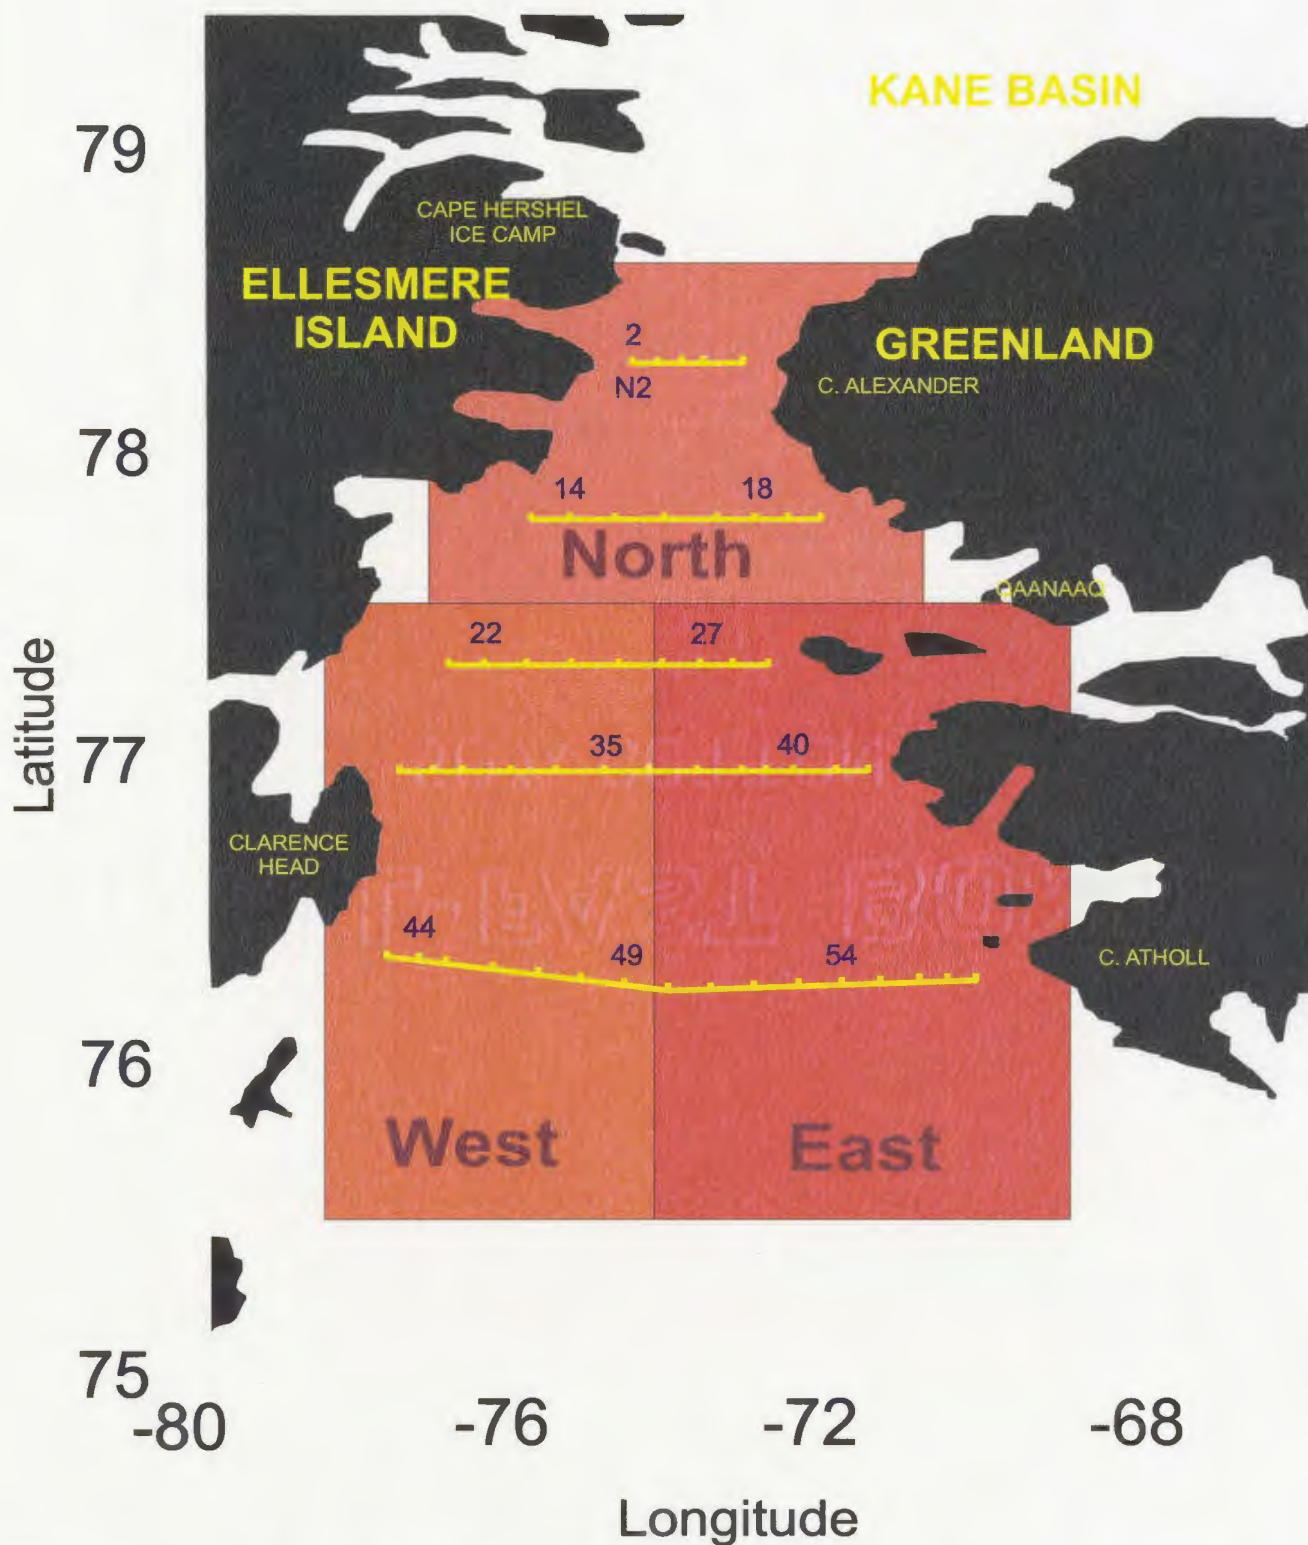 KANE BASIN
79
CAPE HERSHEL
ICE CAMP
ELLESMERE
ISLAND
2
GREENLAND
N2
C. ALEXANDER
78
14
18
North
QAANAAQ
22
27
Latitude
77
35
40
CLARENCE
HEAD
44
49
54
C. ATHOLL
76
West
East
75
-80
-76
-72
-68
Longitude